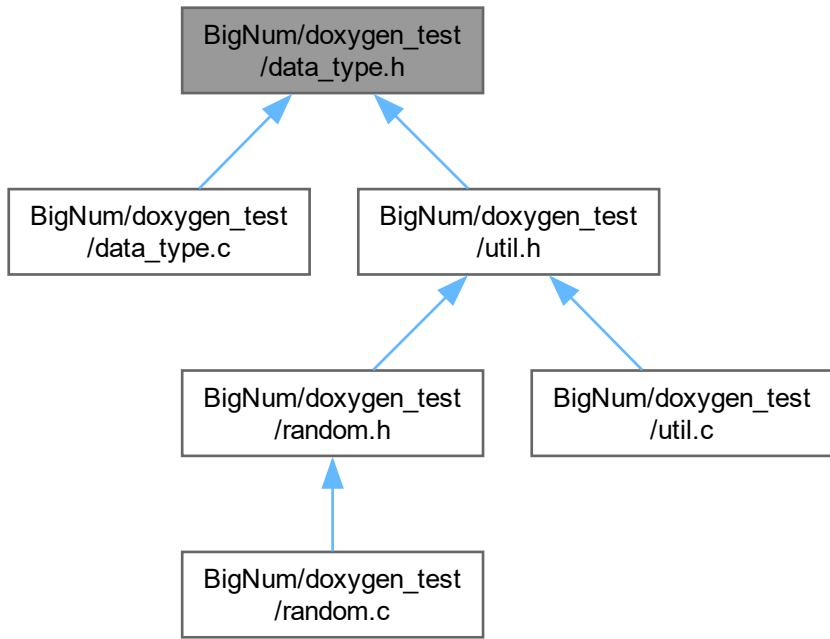 BigNum/doxygen_test
/data_type.h
BigNum/doxygen_test
/data_type.c
BigNum/doxygen_test
/util.h
BigNum/doxygen_test
/random.h
BigNum/doxygen_test
/util.c
BigNum/doxygen_test
/random.c